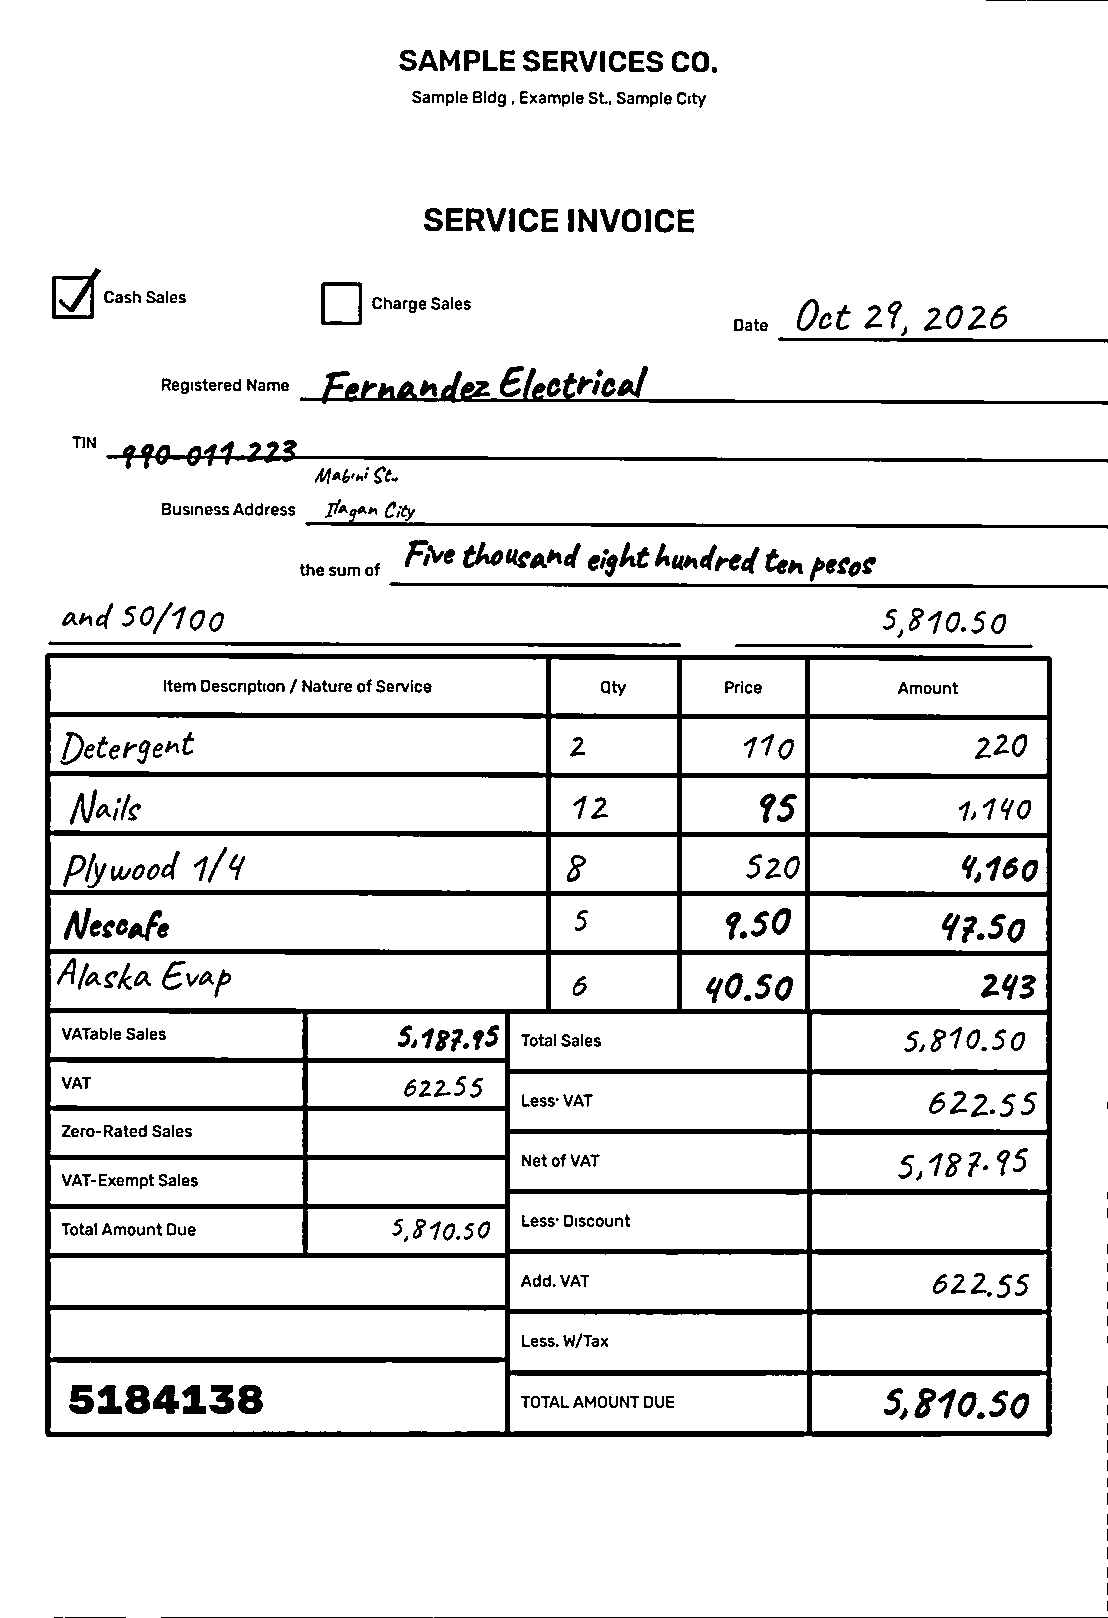 SAMPLE SERVICES CO.
Sample Bldg., Example St., Sample City
SERVICE INVOICE
Cash Sales
Charge Sales
Date Oct 29, 2026
Registered Name Fernandez Electrical
TIN 990-011-223
Mabini St.
Business Address Ilagan City
the sum of Five thousand eight hundred ten pesos
and 50/100 5,810.50
Item Description / Nature of Service Qty Price Amount
Detergent 2 110 220
Nails 12 95 1,140
Plywood 1/4 8 520 4,160
Nescafe 5 9.50 47.50
Alaska Evap 6 40.50 243
VATable Sales 5,187.95 Total Sales 5,810.50
VAT 622.55 Less: VAT 622.55
Zero-Rated Sales Net of VAT 5,187.95
VAT-Exempt Sales Less: Discount
Total Amount Due 5,810.50 Add. VAT 622.55
Less. W/Tax
5184138 TOTAL AMOUNT DUE 5,810.50